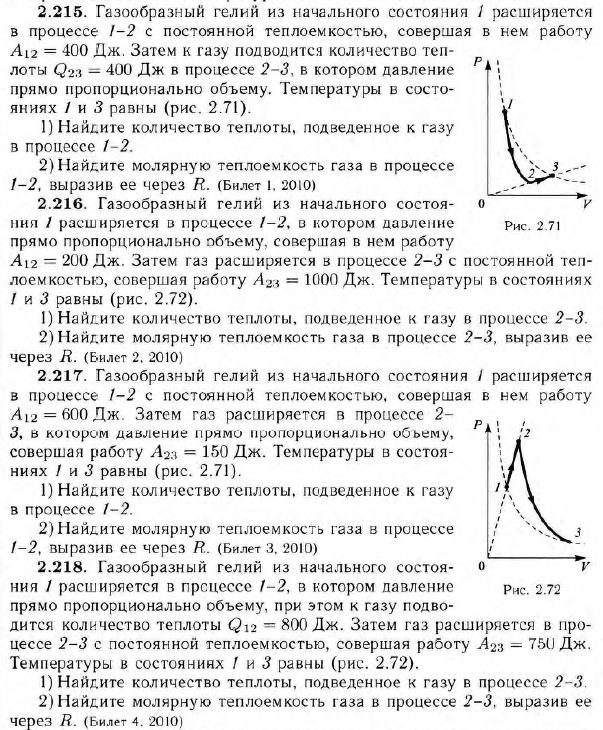 2.215. Газообразный гелий из начального состояния 1 расширяется
в процессе 1–2 с постоянной теплоемкостью, совершая в нем работу
A12 = 400 Дж. Затем к газу подводится количество теп-
лоты Q23 = 400 Дж в процессе 2–3, в котором давление
прямо пропорционально объему. Температуры в состо-
яниях 1 и 3 равны (рис. 2.71).
1) Найдите количество теплоты, подведенное к газу
в процессе 1–2.
2) Найдите молярную теплоемкость газа в процессе
1–2, выразив ее через R. (Билет 1, 2010)
P
1
2
3
0
V
Рис. 2.71
2.216. Газообразный гелий из начального состоя-
ния 1 расширяется в процессе 1–2, в котором давление
прямо пропорционально объему, совершая в нем работу
A12 = 200 Дж. Затем газ расширяется в процессе 2–3 с постоянной теп-
лоемкостью, совершая работу A23 = 1000 Дж. Температуры в состояниях
1 и 3 равны (рис. 2.72).
1) Найдите количество теплоты, подведенное к газу в процессе 2–3.
2) Найдите молярную теплоемкость газа в процессе 2–3, выразив ее
через R. (Билет 2, 2010)
2.217. Газообразный гелий из начального состояния 1 расширяется
в процессе 1–2 с постоянной теплоемкостью, совершая в нем работу
A12 = 600 Дж. Затем газ расширяется в процессе 2–
3, в котором давление прямо пропорционально объему,
совершая работу A23 = 150 Дж. Температуры в состоя-
ниях 1 и 3 равны (рис. 2.71).
1) Найдите количество теплоты, подведенное к газу
в процессе 1–2.
2) Найдите молярную теплоемкость газа в процессе
1–2, выразив ее через R. (Билет 3, 2010)
P
2
1
3
0
V
Рис. 2.72
2.218. Газообразный гелий из начального состоя-
ния 1 расширяется в процессе 1–2, в котором давление
прямо пропорционально объему, при этом к газу подво-
дится количество теплоты Q12 = 800 Дж. Затем газ расширяется в про-
цессе 2–3 с постоянной теплоемкостью, совершая работу A23 = 750 Дж.
Температуры в состояниях 1 и 3 равны (рис. 2.72).
1) Найдите количество теплоты, подведенное к газу в процессе 2–3.
2) Найдите молярную теплоемкость газа в процессе 2–3, выразив ее
через R. (Билет 4, 2010)